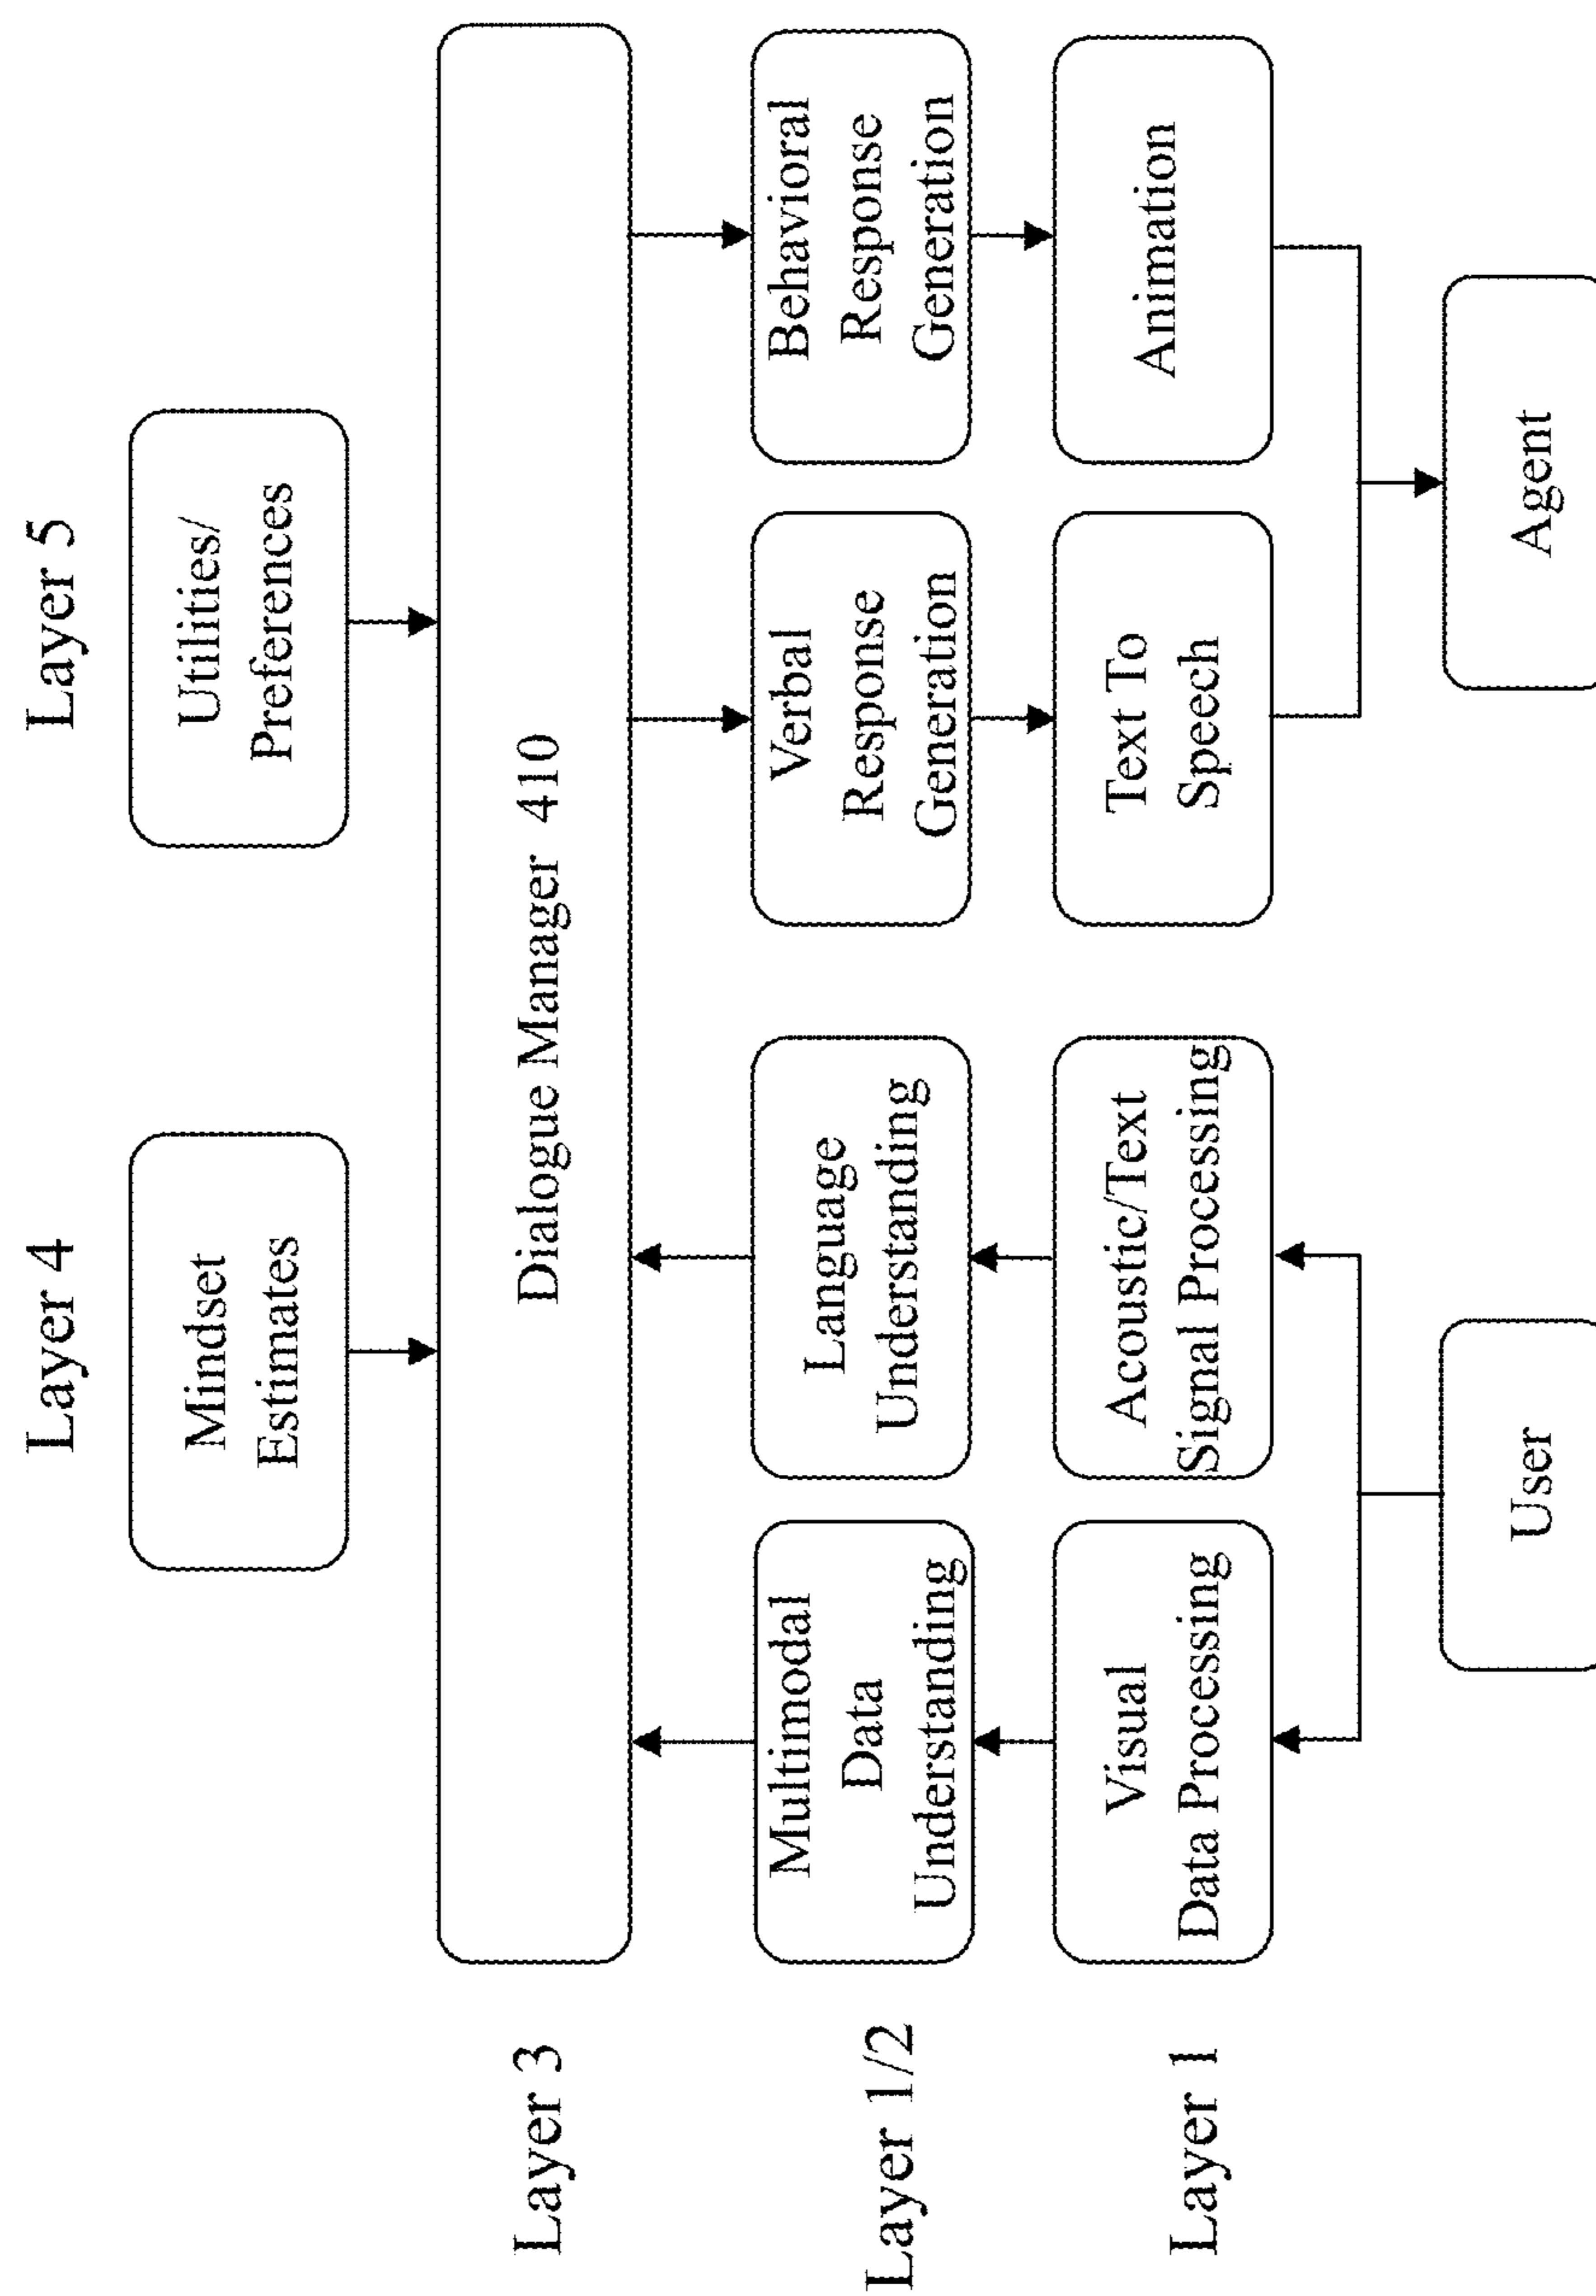 Layer 4
Layer 5
Mindset
Estimates
Utilities/
Preferences
Layer 3
Dialogue Manager 410
Layer 1/2
Multimodal
Data
Understanding
Language
Understanding
Verbal
Response
Generation
Behavioral
Response
Generation
Layer 1
Visual
Data Processing
Acoustic/Text
Signal Processing
Text To
Speech
Animation
User
Agent